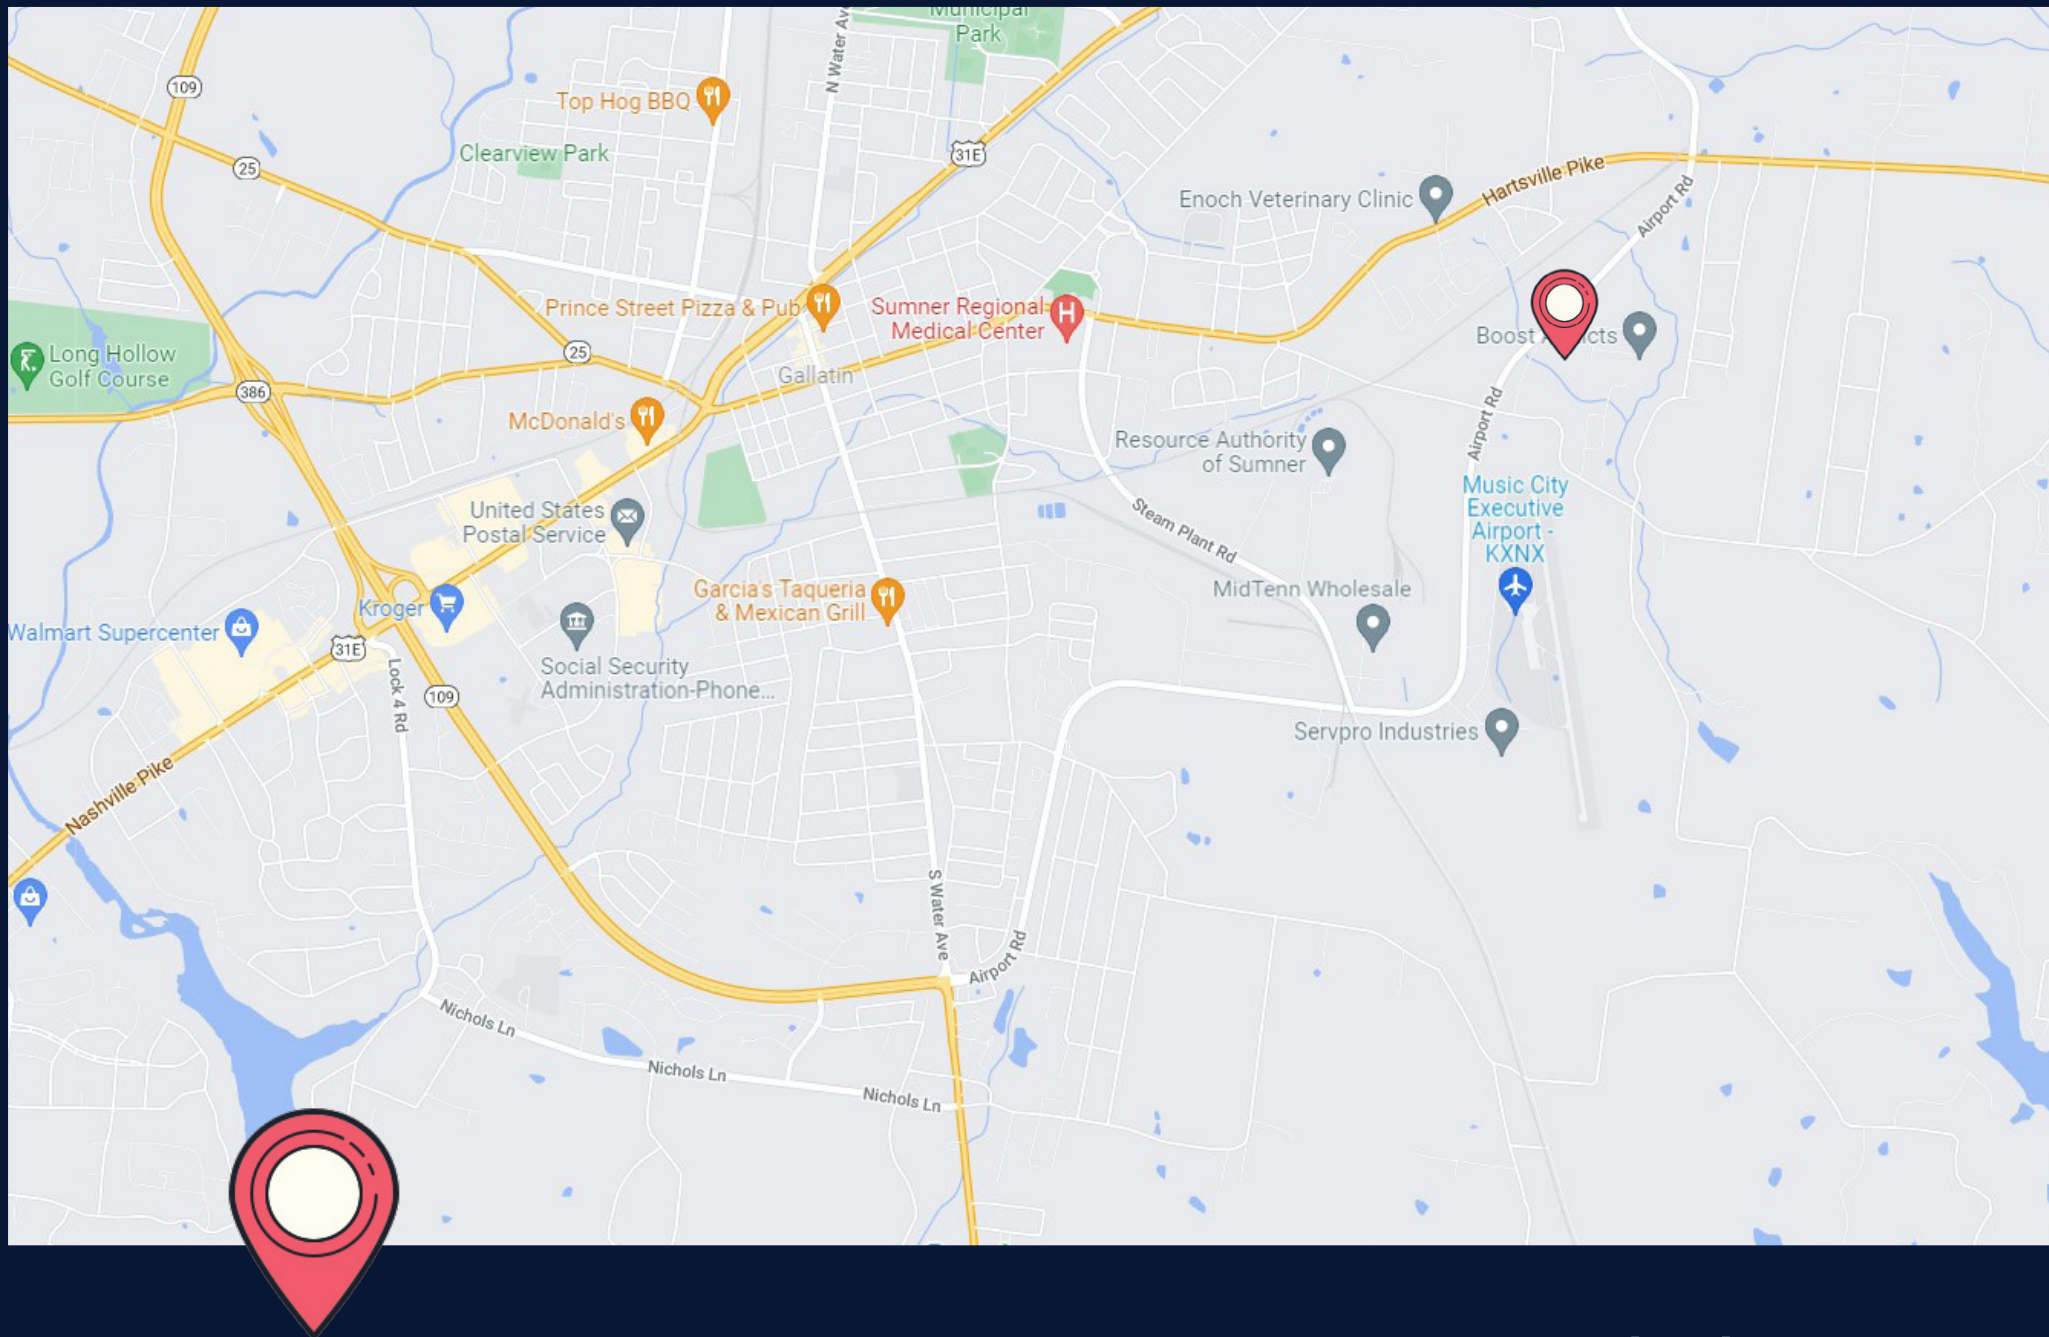 Municipal
Park
N Water Av
109
Top Hog BBQ
31E
Clearview Park
25
Hartsville Pike
Enoch Veterinary Clinic
Airport Rd
Prince Street Pizza & Pub
Sumner Regional
Medical Center
H
Boost
Long Hollow
Golf Course
25
Gallatin
386
McDonald's
Airport Rd
Resource Authority
of Sumner
Music City
Executive
Airport -
KXNX
United States
Postal Service
Steam Plant Rd
Garcia's Taqueria
& Mexican Grill
MidTenn Wholesale
Kroger
Walmart Supercenter
31E
Social Security
Administration-Phone...
Lock 4 Rd
109
Servpro Industries
Nashville Pike
S Water Ave
Airport Rd
Nichols Ln
Nichols Ln
Nichols Ln